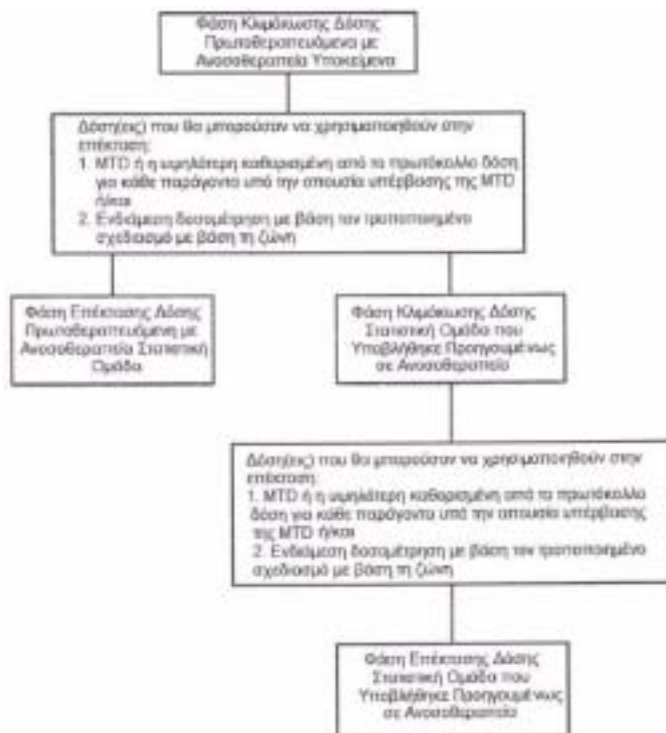 Φάση Κλιμάκωσης Δόσης
Πρωτοθεραπευόμενα με
Ανοσοθεραπεία Υποκείμενα
Δόση(εις) που θα μπορούσαν να χρησιμοποιηθούν στην
επέκταση:
1. MTD ή η υψηλότερη καθορισμένη από το πρωτόκολλο δόση
για κάθε παράγοντα υπό την απουσία υπέρβασης της MTD
ή/και
2. Ενδιάμεση δοσομέτρηση με βάση τον τροποποιημένο
σχεδιασμό με βάση τη ζώνη
Φάση Επέκτασης Δόσης
Πρωτοθεραπευόμενη με
Ανοσοθεραπεία Στατιστική
Ομάδα
Φάση Κλιμάκωσης Δόσης
Στατιστική Ομάδα που
Υποβλήθηκε Προηγουμένως
σε Ανοσοθεραπεία
Δόση(εις) που θα μπορούσαν να χρησιμοποιηθούν στην
επέκταση:
1. MTD ή η υψηλότερη καθορισμένη από το πρωτόκολλο
δόση για κάθε παράγοντα υπό την απουσία υπέρβασης
της MTD ή/και
2. Ενδιάμεση δοσομέτρηση με βάση τον τροποποιημένο
σχεδιασμό με βάση τη ζώνη
Φάση Επέκτασης Δόσης
Στατιστική Ομάδα που
Υποβλήθηκε Προηγουμένως
σε Ανοσοθεραπεία